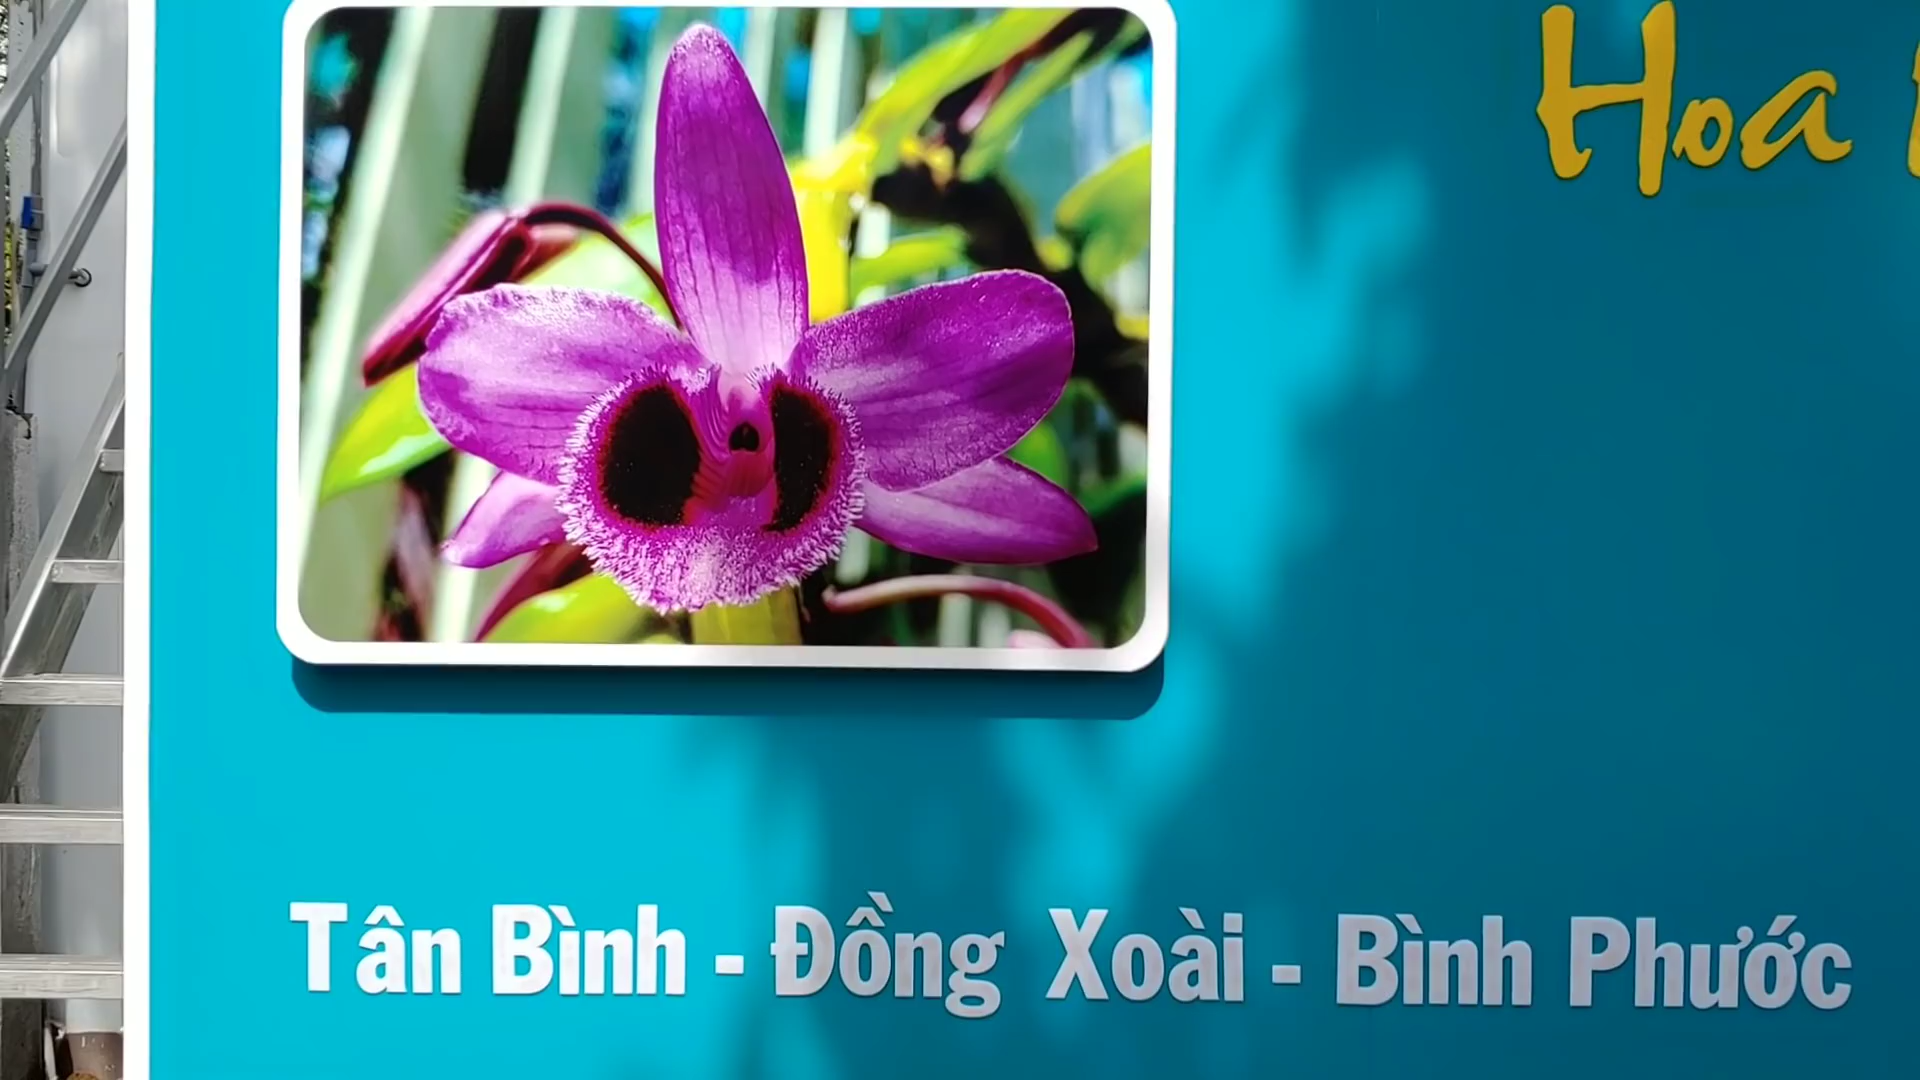 Hoa
Tân Bình - Đồng Xoài - Bình Phước